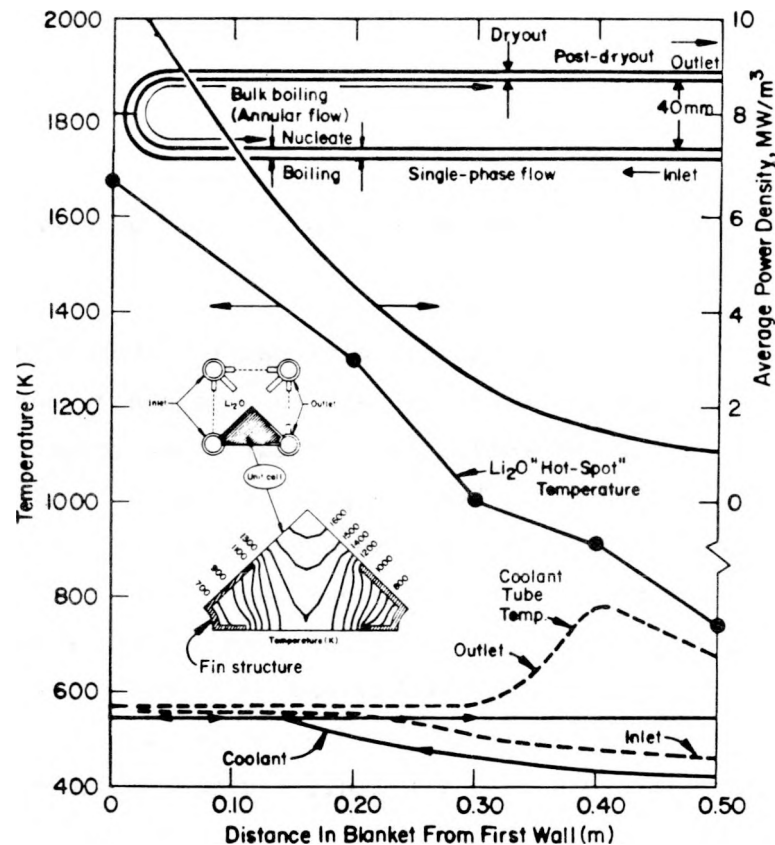 2000
1800
1600
1400
1200
1000
800
600
400
Temperature (K)
10
8
6
4
2
0
Average Power Density, MW/m³
Dryout
Post-dryout
Outlet
Bulk boiling
(Annular flow)
40mm
Nucleate
Boiling
Single-phase flow
Inlet
Li₂O
Inlet
Outlet
Unit cell
Li₂O "Hot-Spot"
Temperature
1600
1500
1400
1300
1200
1100
1000
900
800
700
800
Temperature (K)
Fin structure
Coolant
Tube
Temp.
Outlet
Inlet
Coolant
0
0.10
0.20
0.30
0.40
0.50
Distance In Blanket From First Wall (m)